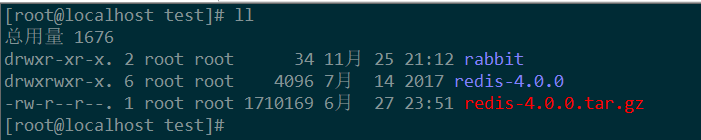 [root@localhost test]# ll
总用量 1676
drwxr-xr-x. 2 root root      34 11月 25 21:12 rabbit
drwxrwxr-x. 6 root root    4096 7月  14 2017 redis-4.0.0
-rw-r--r--. 1 root root 1710169 6月  27 23:51 redis-4.0.0.tar.gz
[root@localhost test]#